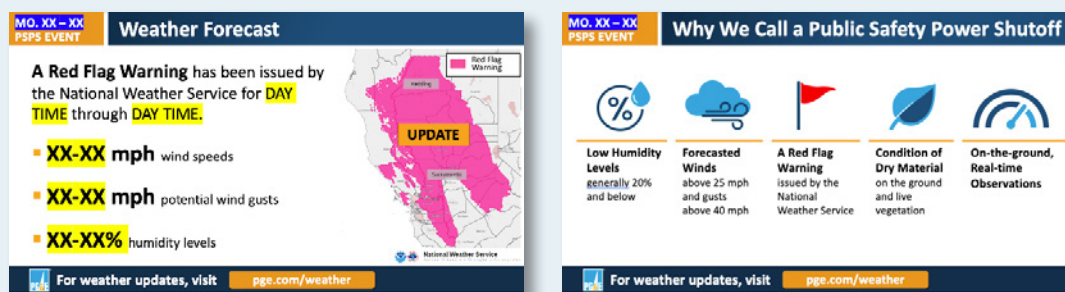 MO. XX – XX
PSPS EVENT
Weather Forecast
A Red Flag Warning has been issued by
the National Weather Service for DAY
TIME through DAY TIME.
XX-XX mph wind speeds
XX-XX mph potential wind gusts
XX-XX% humidity levels
Red Flag
Warning
Redding
UPDATE
Sacramento
National Weather Service
PG&E
For weather updates, visit
pge.com/weather
MO. XX – XX
PSPS EVENT
Why We Call a Public Safety Power Shutoff
%
Low Humidity
Levels
generally 20%
and below
Forecasted
Winds
above 25 mph
and gusts
above 40 mph
A Red Flag
Warning
issued by the
National
Weather Service
Condition of
Dry Material
on the ground
and live
vegetation
On-the-ground,
Real-time
Observations
PG&E
For weather updates, visit
pge.com/weather